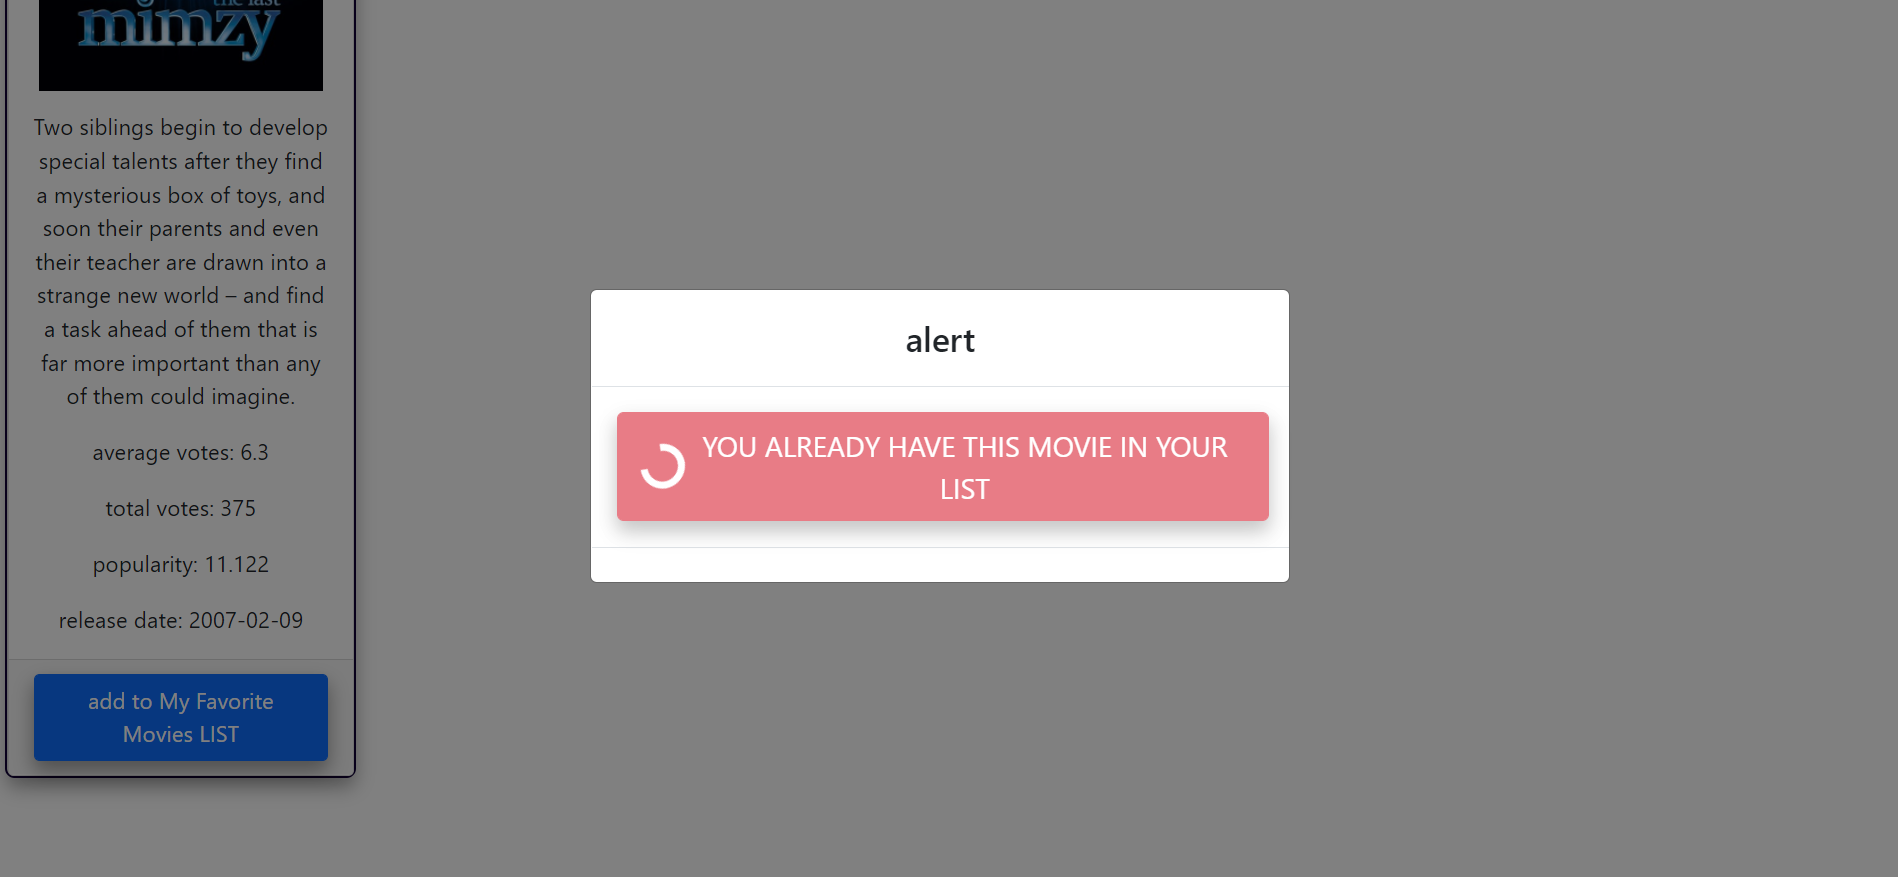 the last
mimzy
Two siblings begin to develop
special talents after they find
a mysterious box of toys, and
soon their parents and even
their teacher are drawn into a
strange new world – and find
a task ahead of them that is
far more important than any
of them could imagine.
average votes: 6.3
total votes: 375
popularity: 11.122
release date: 2007-02-09
add to My Favorite
Movies LIST
alert
YOU ALREADY HAVE THIS MOVIE IN YOUR
LIST